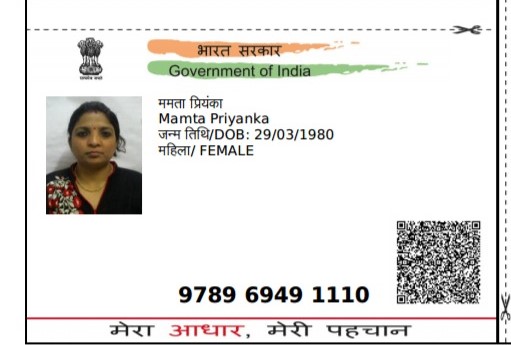 भारत सरकार
Government of India
ममता प्रियंका
Mamta Priyanka
जन्म तिथि/DOB: 29/03/1980
महिला/ FEMALE
9789 6949 1110
मेरा आधार, मेरी पहचान